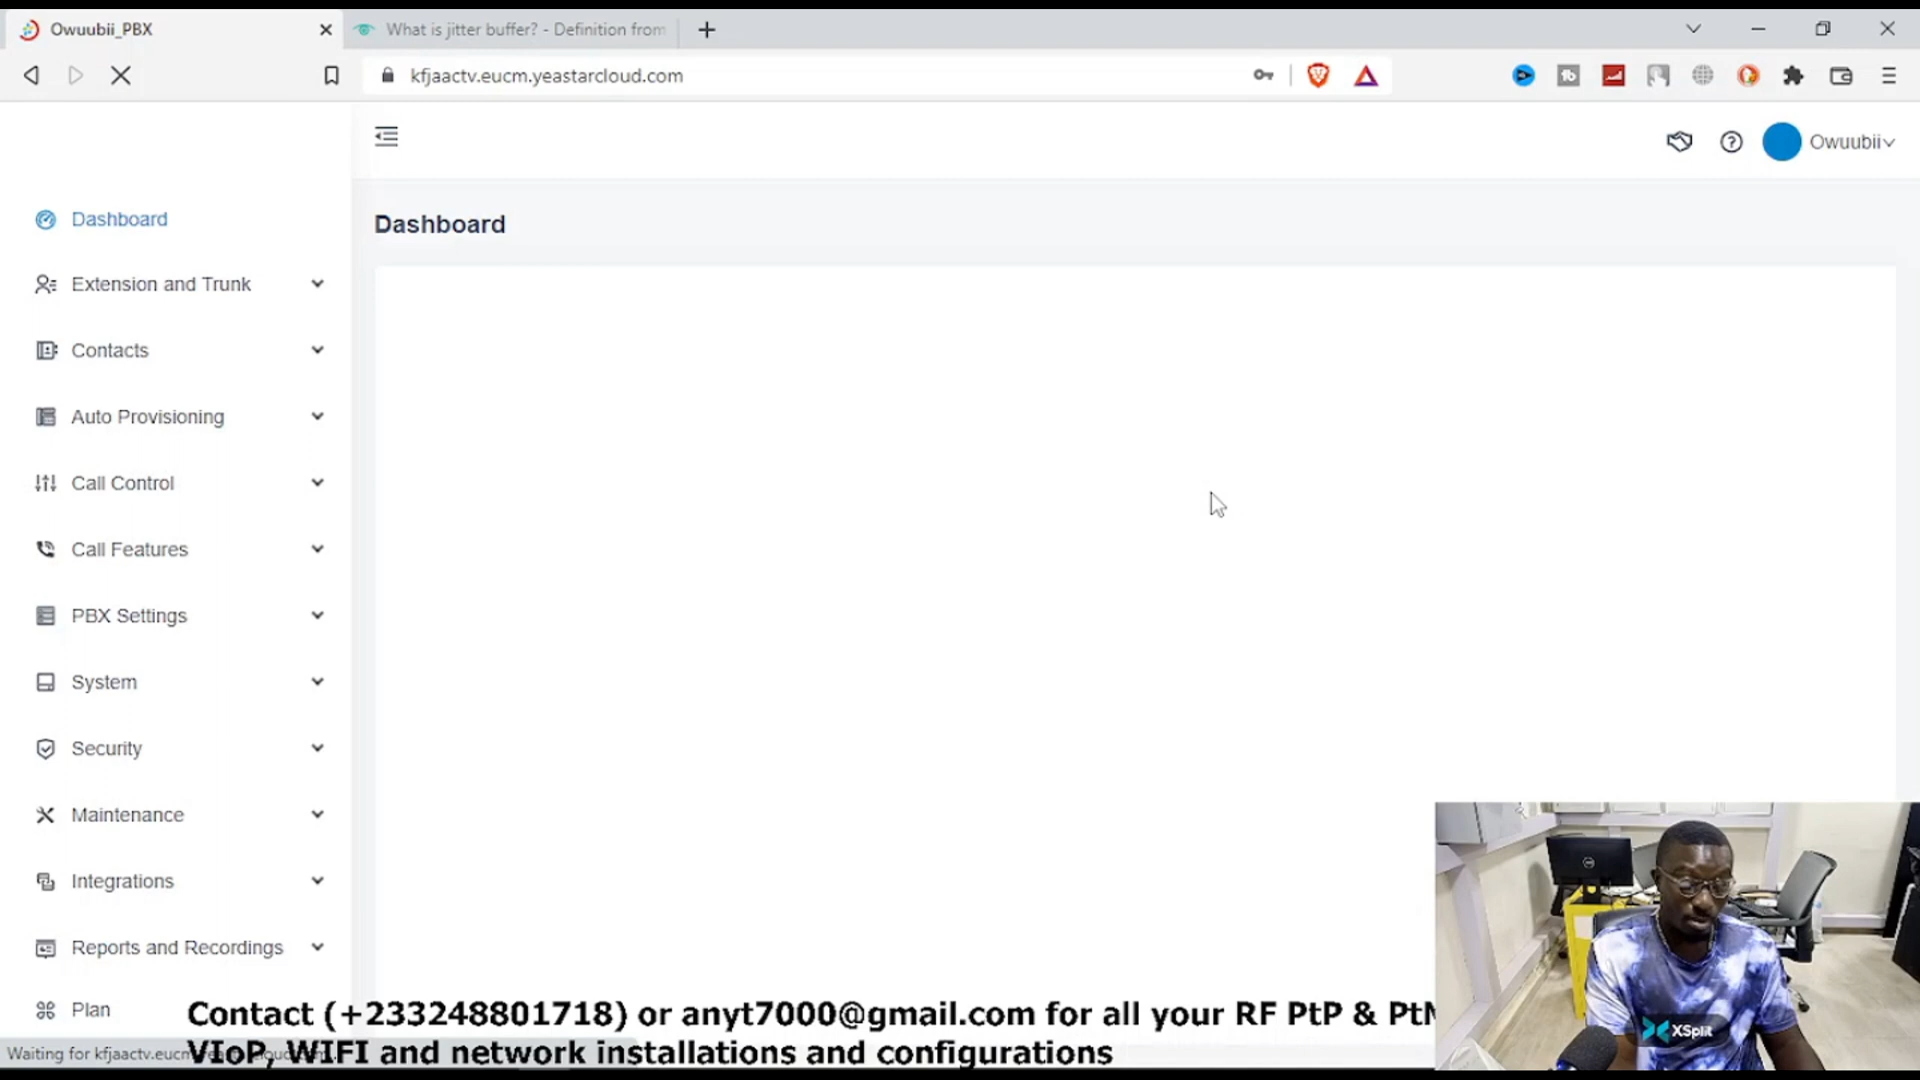 Owuubii_PBX
What is jitter buffer? - Definition from
kfjaactv.eucm.yeastarcloud.com
Owuubii
Dashboard
Dashboard
Extension and Trunk
Contacts
Auto Provisioning
Call Control
Call Features
PBX Settings
System
Security
Maintenance
Integrations
Reports and Recordings
Plan
Contact (+233248801718) or anyt7000@gmail.com for all your RF PtP & PtM
VIoP, WIFI and network installations and configurations
Waiting for kfjaactv.eucm
XSplit